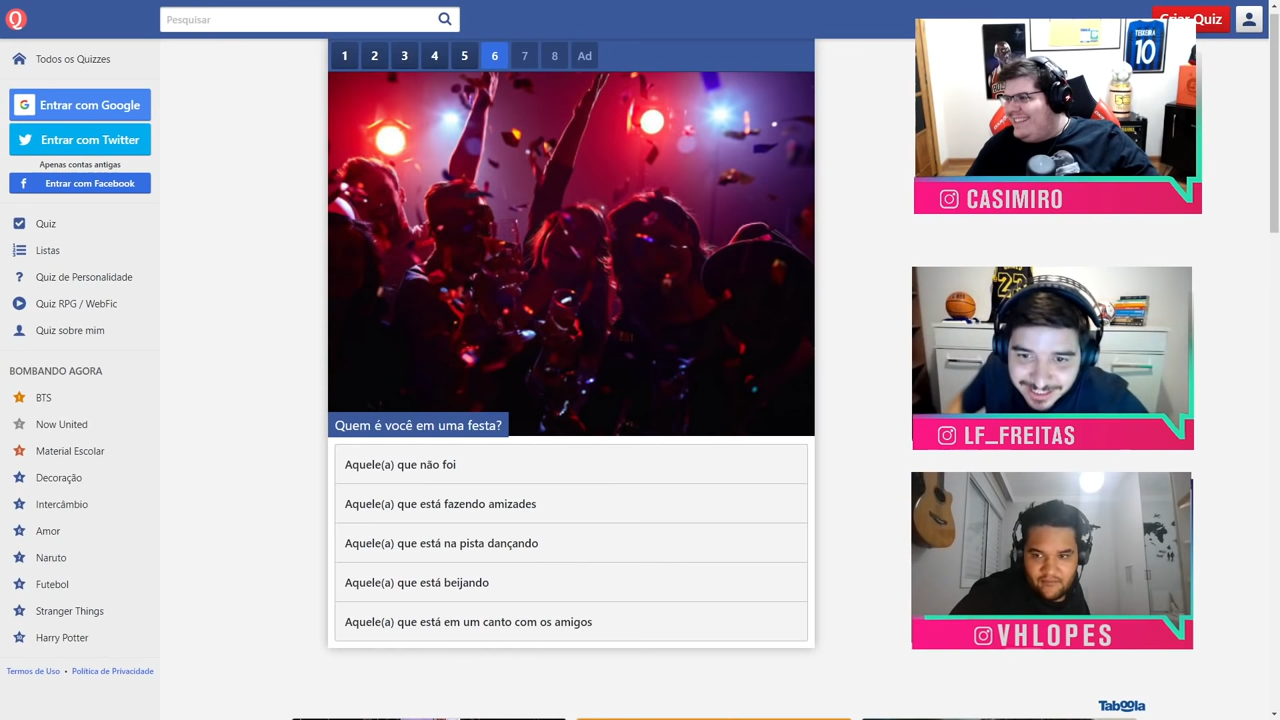 Q
Pesquisar
Criar Quiz
Todos os Quizzes
Entrar com Google
Entrar com Twitter
Apenas contas antigas
Entrar com Facebook
Quiz
Listas
Quiz de Personalidade
Quiz RPG / WebFic
Quiz sobre mim
BOMBANDO AGORA
BTS
Now United
Material Escolar
Decoração
Intercâmbio
Amor
Naruto
Futebol
Stranger Things
Harry Potter
Termos de Uso • Política de Privacidade
1 2 3 4 5 6 7 8 Ad
Quem é você em uma festa?
Aquele(a) que não foi
Aquele(a) que está fazendo amizades
Aquele(a) que está na pista dançando
Aquele(a) que está beijando
Aquele(a) que está em um canto com os amigos
TEIXEIRA
10
CASIMIRO
23
LF_FREITAS
VHLOPES
Taboola